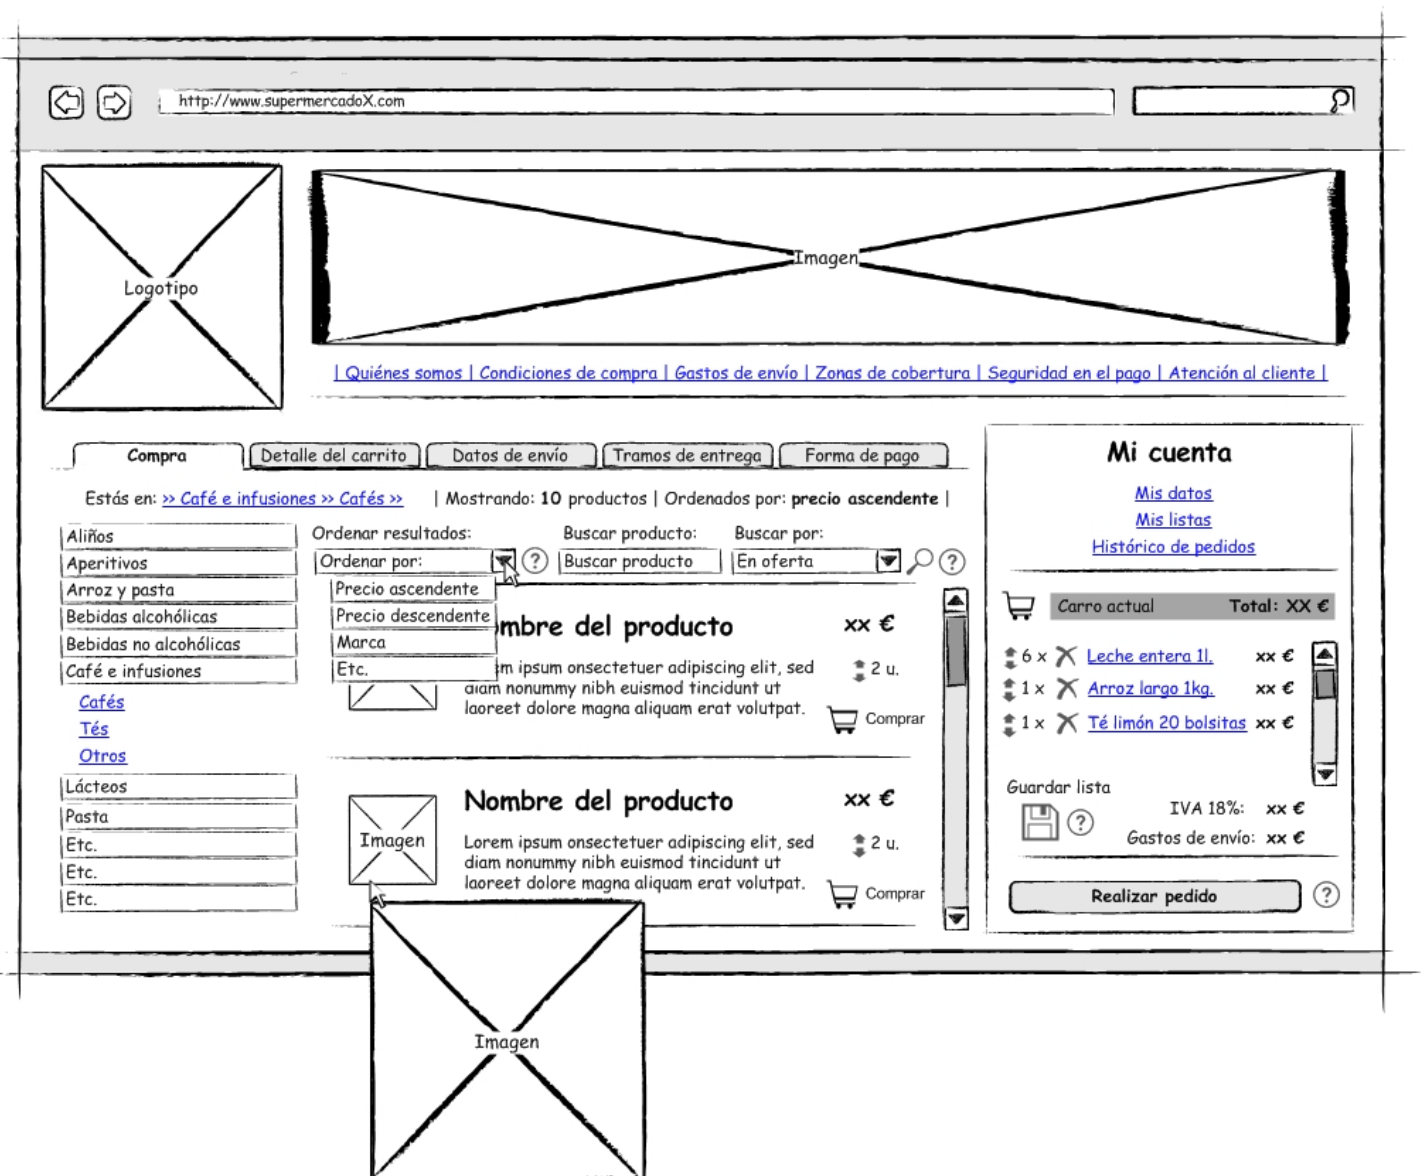 http://www.supermercadoX.com
Logotipo
Imagen
| Quiénes somos | Condiciones de compra | Gastos de envío | Zonas de cobertura | Seguridad en el pago | Atención al cliente |
Compra
Detalle del carrito
Datos de envío
Tramos de entrega
Forma de pago
Estás en: >> Café e infusiones >> Cafés >> | Mostrando: 10 productos | Ordenados por: precio ascendente |
Aliños
Aperitivos
Arroz y pasta
Bebidas alcohólicas
Bebidas no alcohólicas
Café e infusiones
Cafés
Tés
Otros
Lácteos
Pasta
Etc.
Etc.
Etc.
Ordenar resultados:
Ordenar por:
?
Precio ascendente
Precio descendente
Marca
Etc.
Buscar producto:
Buscar producto
Buscar por:
En oferta
?
ombre del producto
xx €
m ipsum onsectetuer adipiscing elit, sed
diam nonummy nibh euismod tincidunt ut
laoreet dolore magna aliquam erat volutpat.
2 u.
Comprar
Imagen
Nombre del producto
xx €
Lorem ipsum onsectetuer adipiscing elit, sed
diam nonummy nibh euismod tincidunt ut
laoreet dolore magna aliquam erat volutpat.
2 u.
Comprar
Imagen
Mi cuenta
Mis datos
Mis listas
Histórico de pedidos
Carro actual Total: XX €
6 x Leche entera 1l. xx €
1 x Arroz largo 1kg. xx €
1 x Té limón 20 bolsitas xx €
Guardar lista
?
IVA 18%: xx €
Gastos de envío: xx €
Realizar pedido
?